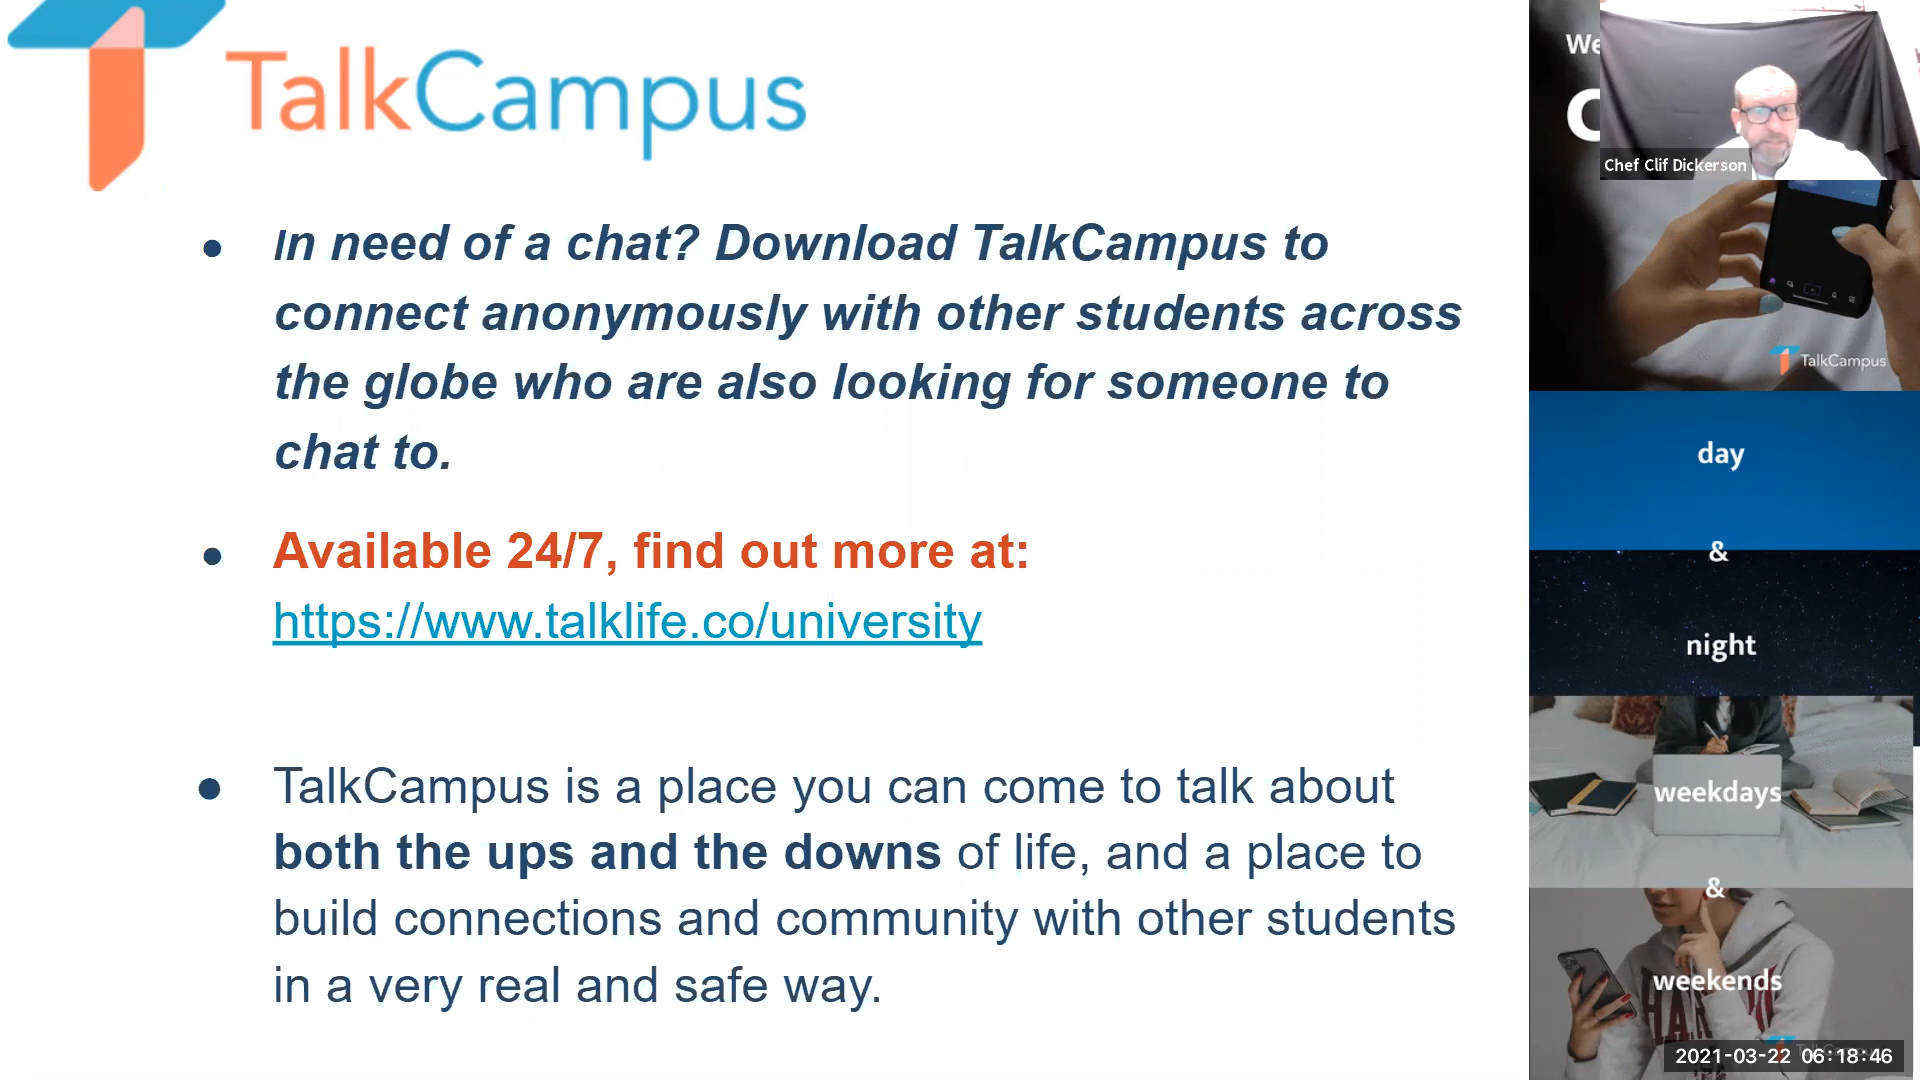 TalkCampus
In need of a chat? Download TalkCampus to
connect anonymously with other students across
the globe who are also looking for someone to
chat to.
Available 24/7, find out more at:
https://www.talklife.co/university
TalkCampus is a place you can come to talk about
both the ups and the downs of life, and a place to
build connections and community with other students
in a very real and safe way.
Chef Clif Dickerson
TalkCampus
day
&
night
weekdays
&
weekends
2021-03-22 06:18:46